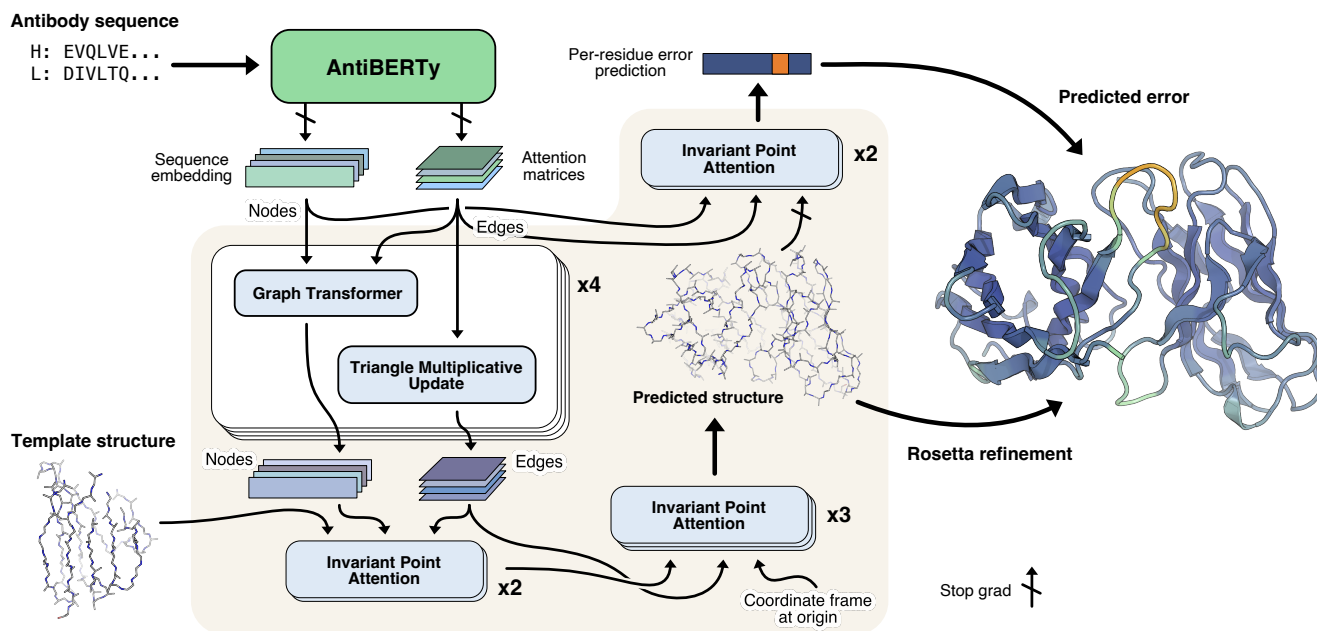 Antibody sequence
H: EVQLVE...
L: DIVLTQ...
AntiBERTy
Sequence
embedding
Attention
matrices
Nodes
Edges
Graph Transformer
Triangle Multiplicative
Update
x4
Template structure
Nodes
Edges
Invariant Point
Attention
x2
Invariant Point
Attention
x3
Coordinate frame
at origin
Predicted structure
Invariant Point
Attention
x2
Per-residue error
prediction
Predicted error
Rosetta refinement
Stop grad